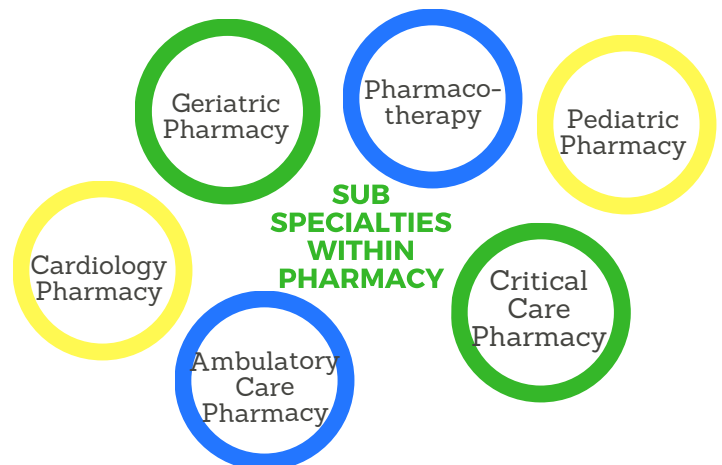 Geriatric
Pharmacy
Pharmaco-
therapy
Pediatric
Pharmacy
SUB
SPECIALTIES
WITHIN
PHARMACY
Cardiology
Pharmacy
Critical
Care
Pharmacy
Ambulatory
Care
Pharmacy